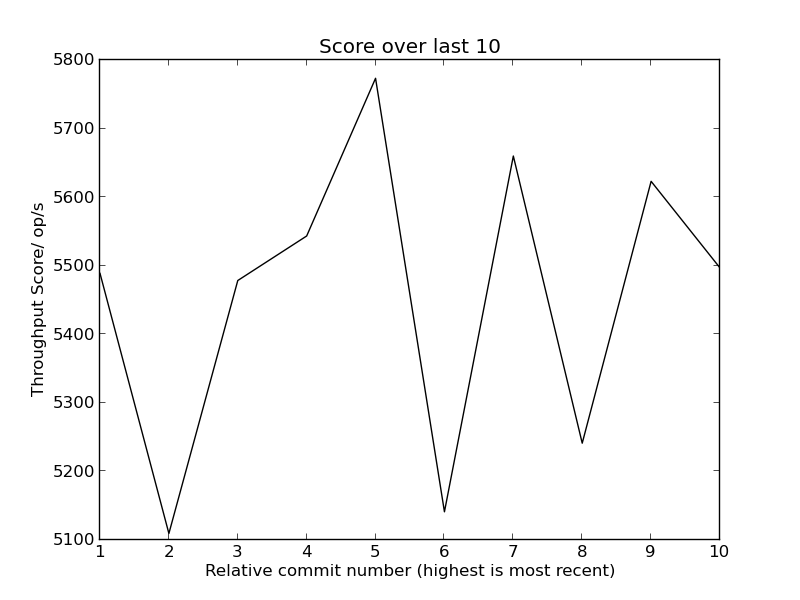 Score over last 10
5800
5700
5600
5500
5400
5300
5200
5100
Throughput Score/ op/s
1 2 3 4 5 6 7 8 9 10
Relative commit number (highest is most recent)